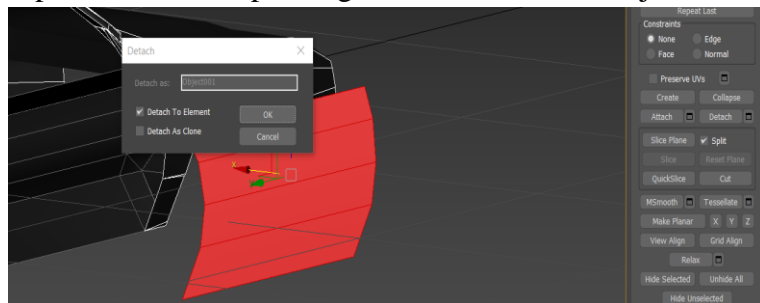 Repeat Last
Constraints
None Edge
Face Normal
Preserve UVs
Create Collapse
Attach Detach
Slice Plane Split
Slice Reset Plane
QuickSlice Cut
MSmooth Tessellate
Make Planar X Y Z
View Align Grid Align
Relax
Hide Selected Unhide All
Hide Unselected
Detach X
Detach as: Object001
Detach To Element OK
Detach As Clone Cancel
x